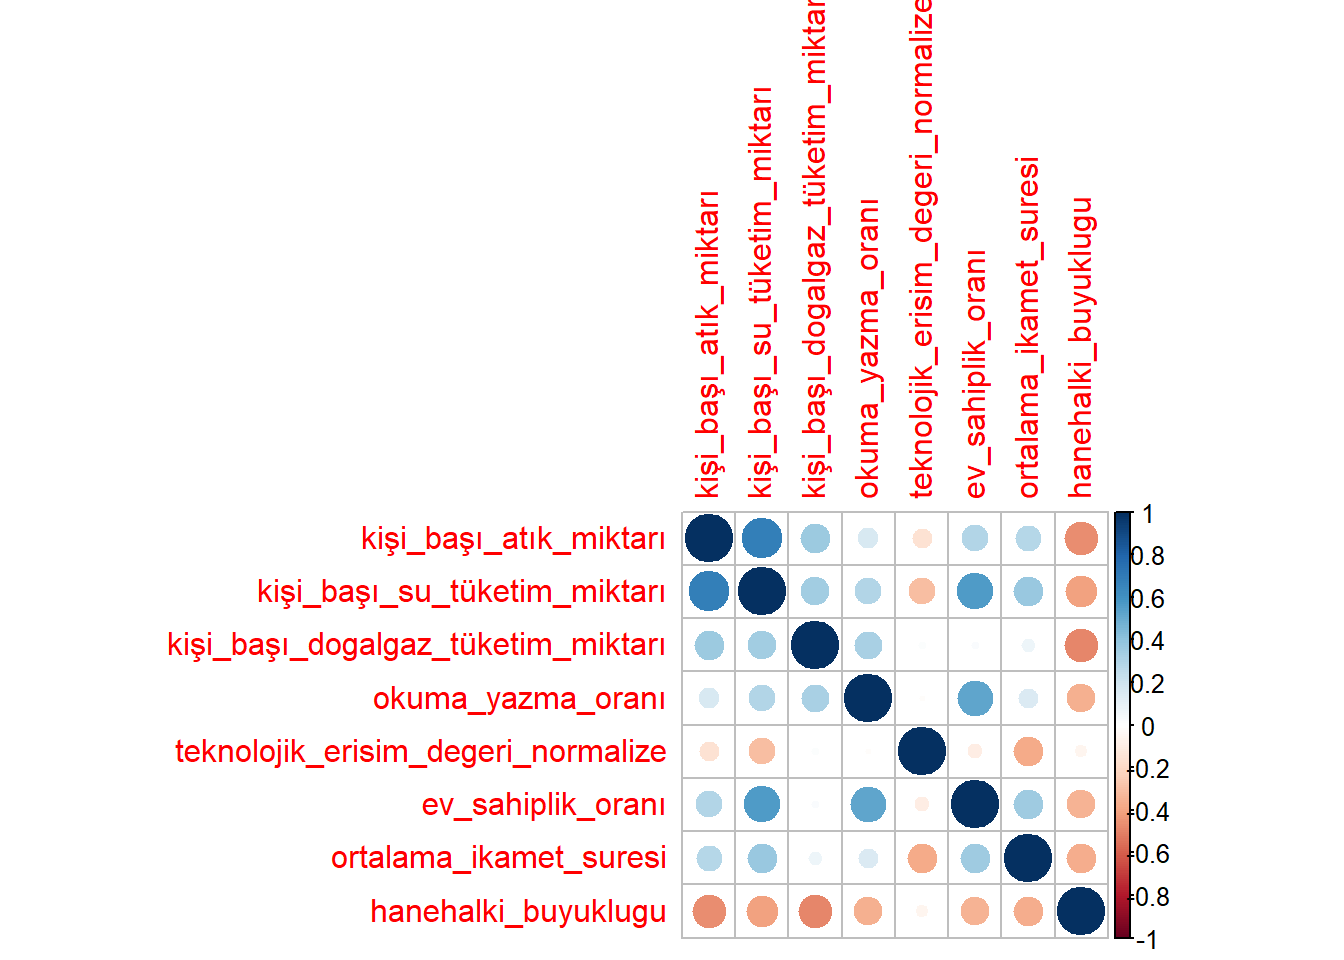 kişi_başı_atık_miktarı
kişi_başı_su_tüketim_miktarı
kişi_başı_dogalgaz_tüketim_miktar
okuma_yazma_oranı
teknolojik_erisim_degeri_normalize
ev_sahiplik_oranı
ortalama_ikamet_suresi
hanehalki_buyuklugu
kişi_başı_atık_miktarı
kişi_başı_su_tüketim_miktarı
kişi_başı_dogalgaz_tüketim_miktarı
okuma_yazma_oranı
teknolojik_erisim_degeri_normalize
ev_sahiplik_oranı
ortalama_ikamet_suresi
hanehalki_buyuklugu
1
0.8
0.6
0.4
0.2
0
-0.2
-0.4
-0.6
-0.8
-1